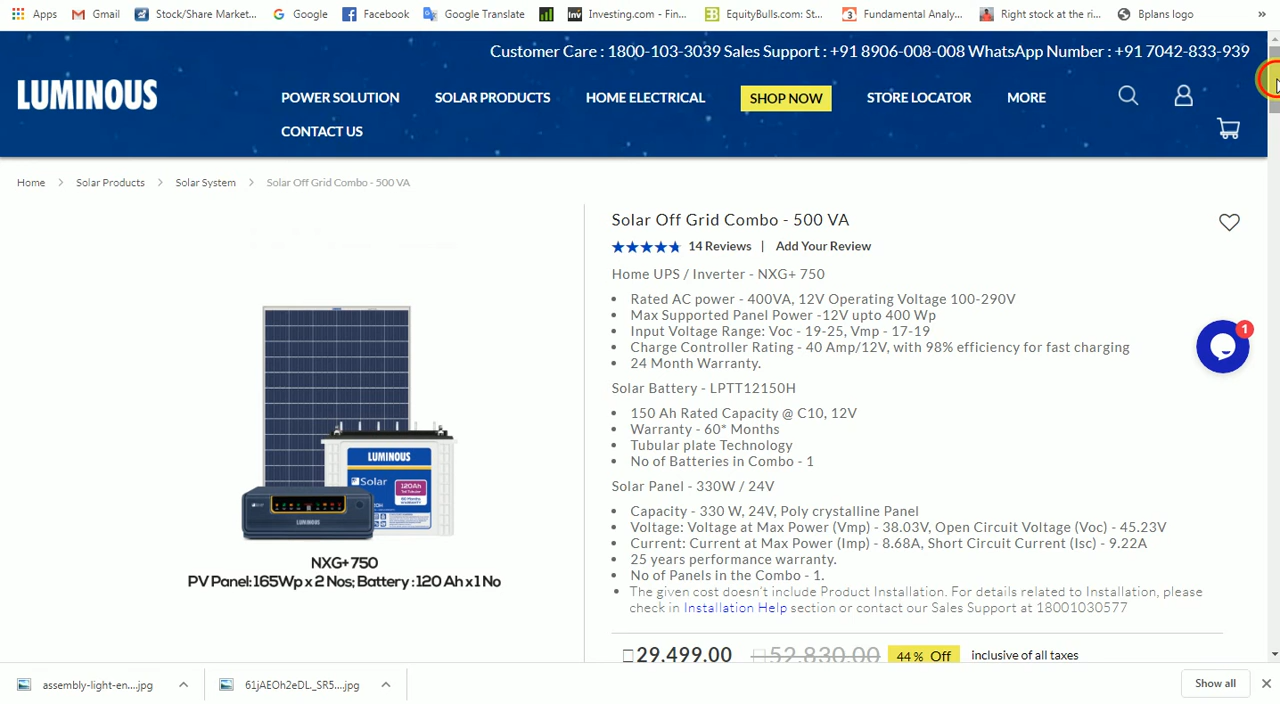 Apps Gmail Stock/Share Market... Google Facebook Google Translate Investing.com - Fin... EquityBulls.com: St... Fundamental Analy... Right stock at the ri... Bplans logo »
Customer Care : 1800-103-3039 Sales Support : +91 8906-008-008 WhatsApp Number : +91 7042-833-939
LUMINOUS
POWER SOLUTION SOLAR PRODUCTS HOME ELECTRICAL SHOP NOW STORE LOCATOR MORE
CONTACT US
Home > Solar Products > Solar System > Solar Off Grid Combo - 500 VA
Solar Off Grid Combo - 500 VA
14 Reviews | Add Your Review
Home UPS / Inverter - NXG+ 750
• Rated AC power - 400VA, 12V Operating Voltage 100-290V
• Max Supported Panel Power -12V upto 400 Wp
• Input Voltage Range: Voc - 19-25, Vmp - 17-19
• Charge Controller Rating - 40 Amp/12V, with 98% efficiency for fast charging
• 24 Month Warranty.
1
Solar Battery - LPTT12150H
• 150 Ah Rated Capacity @ C10, 12V
• Warranty - 60* Months
• Tubular plate Technology
• No of Batteries in Combo - 1
Solar Panel - 330W / 24V
• Capacity - 330 W, 24V, Poly crystalline Panel
• Voltage: Voltage at Max Power (Vmp) - 38.03V, Open Circuit Voltage (Voc) - 45.23V
• Current: Current at Max Power (Imp) - 8.68A, Short Circuit Current (Isc) - 9.22A
• 25 years performance warranty.
• No of Panels in the Combo - 1.
• The given cost doesn't include Product Installation. For details related to Installation, please
check in Installation Help section or contact our Sales Support at 18001030577
LUMINOUS
Solar
120Ah
LUMINOUS
NXG+ 750
PV Panel: 165Wp x 2 Nos; Battery : 120 Ah x 1 No
29,499.00 52,830.00 44 % Off inclusive of all taxes
assembly-light-en....jpg 61jAEOh2eDL._SR5....jpg Show all